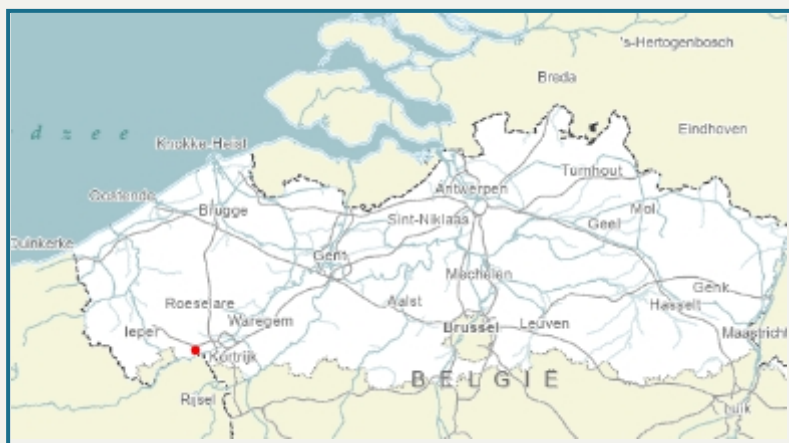 's-Hertogenbosch
Breda
Eindhoven
d z e e
Knokke-Heist
Turnhout
Antwerpen
Oostende
Brugge
Sint-Niklaas
Geel
Mol
Duinkerke
Gent
Mechelen
Genk
Roeselare
Aalst
Hasselt
Ieper
Waregem
Brussel
Leuven
Maastricht
Kortrijk
BELGIË
Rijsel
Luik